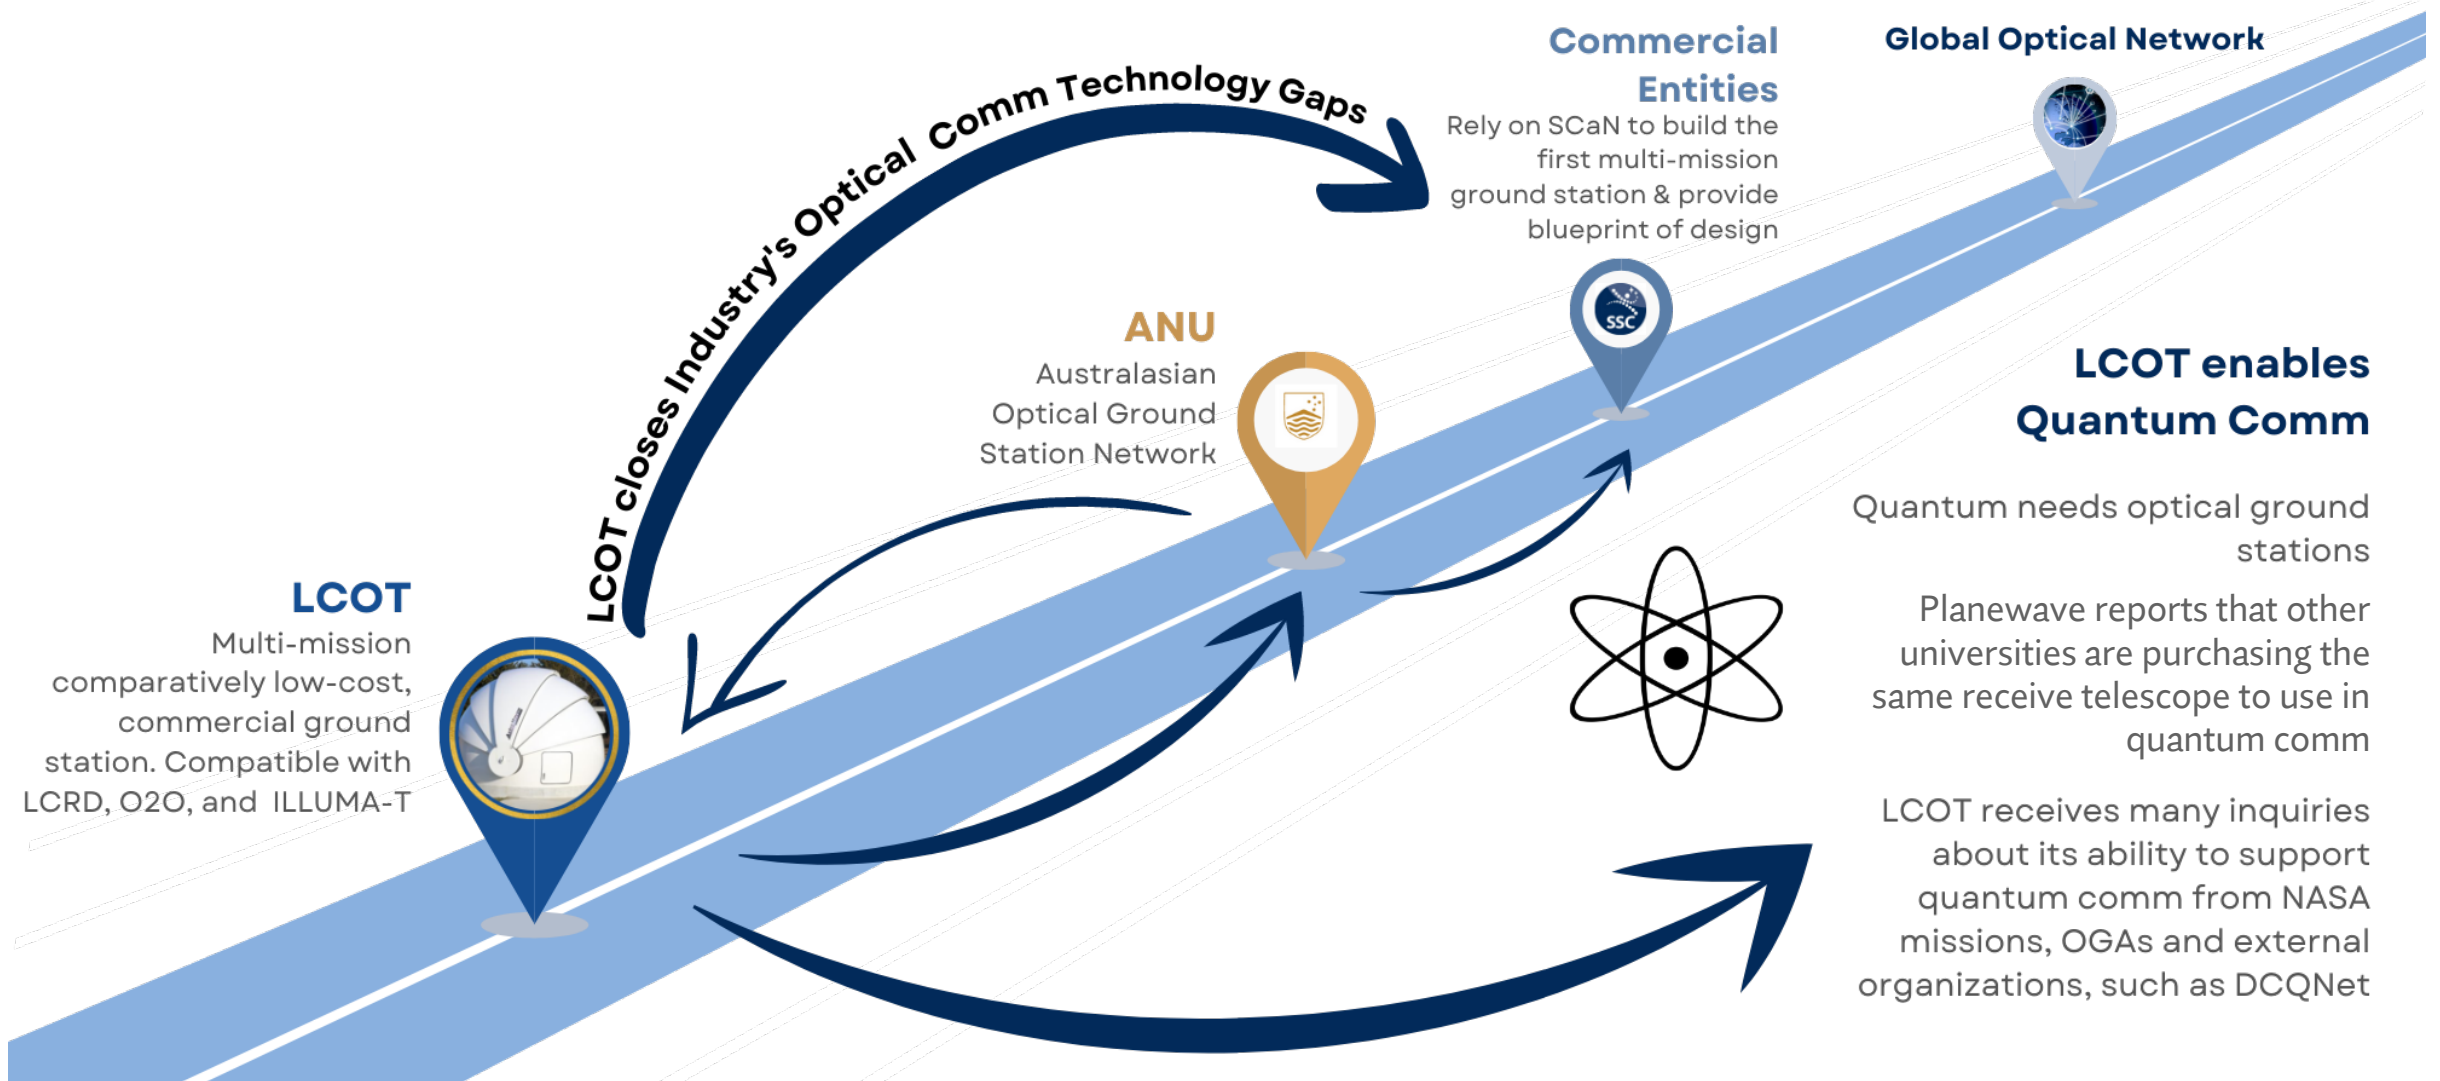 Commercial
Entities
Rely on SCaN to build the
first multi-mission
ground station & provide
blueprint of design
Global Optical Network
LCOT closes Industry's Optical Comm Technology Gaps
SSC
ANU
Australasian
Optical Ground
Station Network
LCOT
Multi-mission
comparatively low-cost,
commercial ground
station. Compatible with
LCRD, O2O, and ILLUMA-T
LCOT enables
Quantum Comm
Quantum needs optical ground
stations
Planewave reports that other
universities are purchasing the
same receive telescope to use in
quantum comm
LCOT receives many inquiries
about its ability to support
quantum comm from NASA
missions, OGAs and external
organizations, such as DCQNet